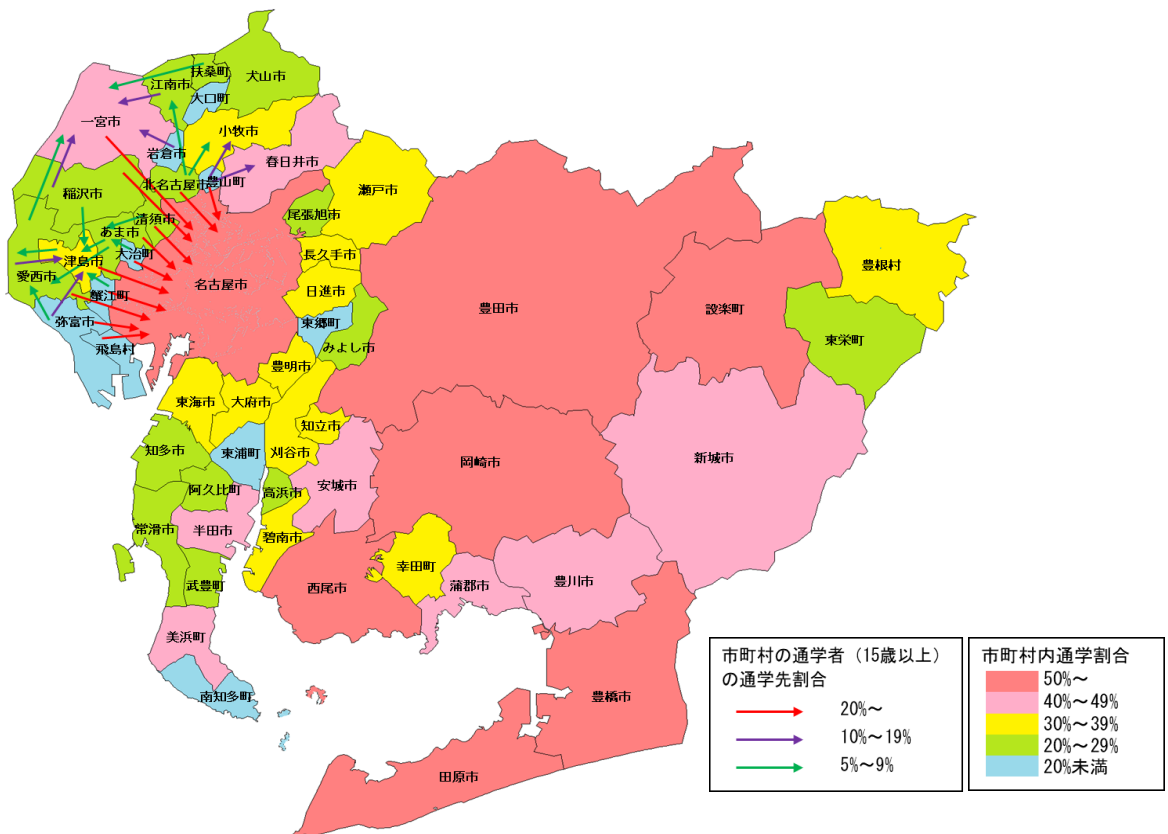 扶桑町
犬山市
江南市
大口町
一宮市
小牧市
岩倉市
春日井市
北名古屋市
豊山町
瀬戸市
稲沢市
尾張旭市
清須市
あま市
大治町
長久手市
津島市
豊根村
愛西市
名古屋市
日進市
蟹江町
豊田市
設楽町
弥富市
東郷町
東栄町
飛島村
みよし市
豊明市
東海市
大府市
知立市
知多市
東浦町
刈谷市
岡崎市
新城市
安城市
阿久比町
高浜市
常滑市
半田市
碧南市
幸田町
豊川市
武豊町
西尾市
蒲郡市
美浜町
南知多町
豊橋市
田原市
市町村の通学者（15歳以上）
の通学先割合
20%～
10%～19%
5%～9%
市町村内通学割合
50%～
40%～49%
30%～39%
20%～29%
20%未満